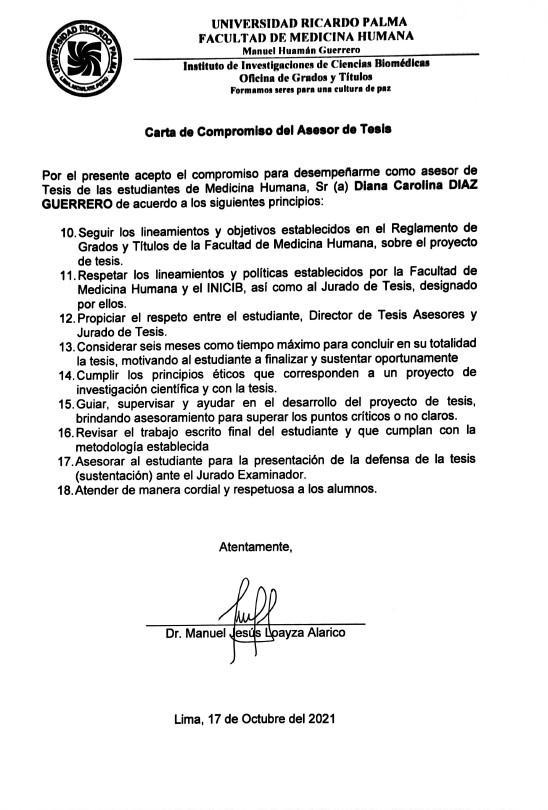 UNIVERSIDAD RICARDO PALMA
FACULTAD DE MEDICINA HUMANA
Manuel Huamán Guerrero
Instituto de Investigaciones de Ciencias Biomédicas
Oficina de Grados y Títulos
Formamos seres para una cultura de paz
UNIVERSIDAD RICARDO PALMA
Carta de Compromiso del Asesor de Tesis
Por el presente acepto el compromiso para desempeñarme como asesor de
Tesis de las estudiantes de Medicina Humana, Sr (a) Diana Carolina DIAZ
GUERRERO de acuerdo a los siguientes principios:
10. Seguir los lineamientos y objetivos establecidos en el Reglamento de
Grados y Títulos de la Facultad de Medicina Humana, sobre el proyecto
de tesis.
11. Respetar los lineamientos y políticas establecidos por la Facultad de
Medicina Humana y el INICIB, así como al Jurado de Tesis, designado
por ellos.
12. Propiciar el respeto entre el estudiante, Director de Tesis Asesores y
Jurado de Tesis.
13. Considerar seis meses como tiempo máximo para concluir en su totalidad
la tesis, motivando al estudiante a finalizar y sustentar oportunamente
14. Cumplir los principios éticos que corresponden a un proyecto de
investigación científica y con la tesis.
15. Guiar, supervisar y ayudar en el desarrollo del proyecto de tesis,
brindando asesoramiento para superar los puntos críticos o no claros.
16. Revisar el trabajo escrito final del estudiante y que cumplan con la
metodología establecida
17. Asesorar al estudiante para la presentación de la defensa de la tesis
(sustentación) ante el Jurado Examinador.
18. Atender de manera cordial y respetuosa a los alumnos.
Atentamente,
Dr. Manuel Jesús Loayza Alarico
Lima, 17 de Octubre del 2021